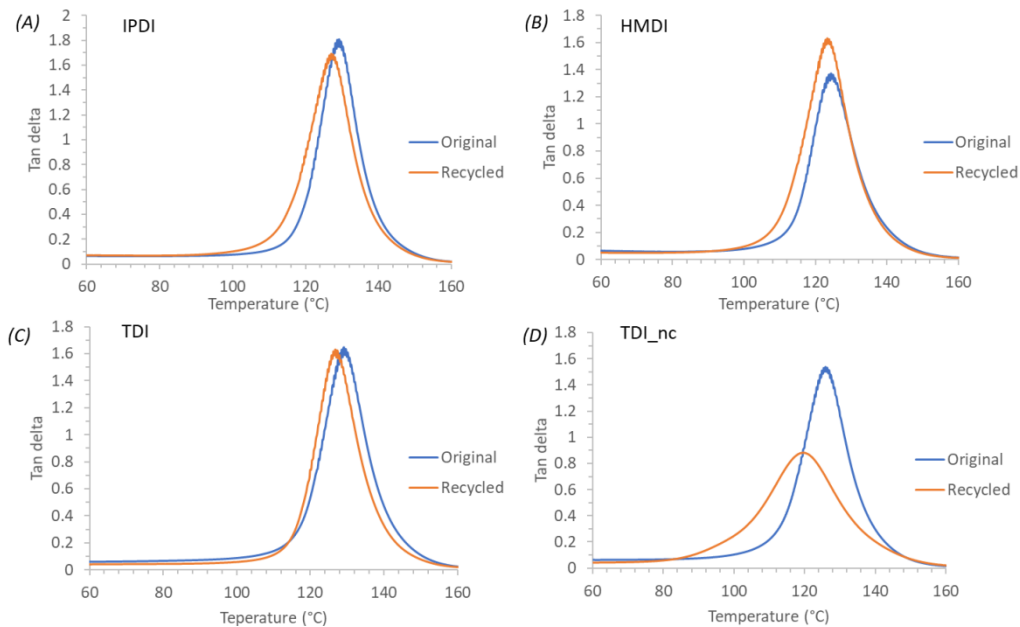 (A) IPDI
2
1.8
1.6
1.4
1.2
1
0.8
0.6
0.4
0.2
0
Tan delta
Original
Recycled
60 80 100 120 140 160
Temperature (°C)
(B) HMDI
1.8
1.6
1.4
1.2
1
0.8
0.6
0.4
0.2
0
Tan delta
Original
Recycled
60 80 100 120 140 160
Temperature (°C)
(C) TDI
1.8
1.6
1.4
1.2
1
0.8
0.6
0.4
0.2
0
Tan delta
Original
Recycled
60 80 100 120 140 160
Teperature (°C)
(D) TDI_nc
1.8
1.6
1.4
1.2
1
0.8
0.6
0.4
0.2
0
Tan delta
Original
Recycled
60 80 100 120 140 160
Temperature (°C)